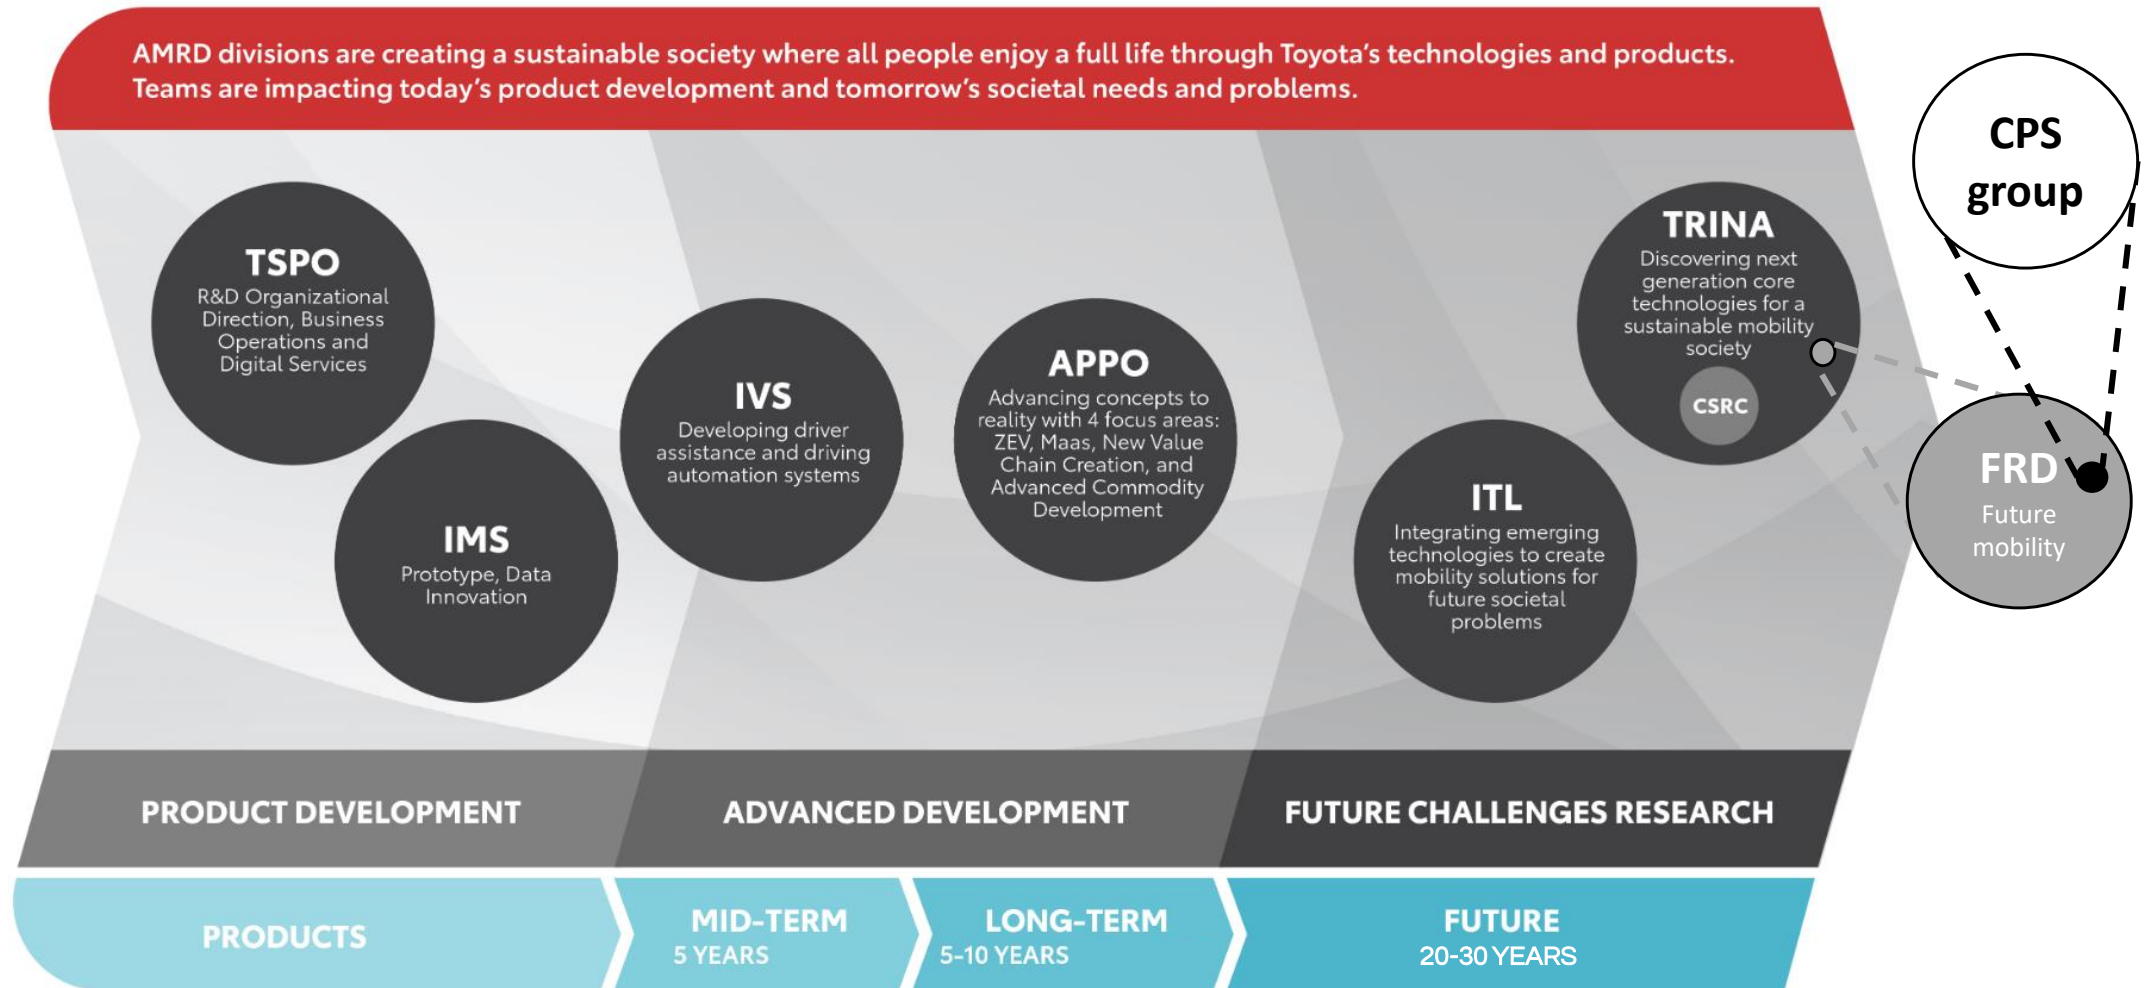 AMRD divisions are creating a sustainable society where all people enjoy a full life through Toyota's technologies and products.
Teams are impacting today's product development and tomorrow's societal needs and problems.
TSPO
R&D Organizational
Direction, Business
Operations and
Digital Services
IMS
Prototype, Data
Innovation
IVS
Developing driver
assistance and driving
automation systems
APPO
Advancing concepts to
reality with 4 focus areas:
ZEV, Maas, New Value
Chain Creation, and
Advanced Commodity
Development
ITL
Integrating emerging
technologies to create
mobility solutions for
future societal
problems
TRINA
Discovering next
generation core
technologies for a
sustainable mobility
society
CSRC
CPS
group
FRD
Future
mobility
PRODUCT DEVELOPMENT
ADVANCED DEVELOPMENT
FUTURE CHALLENGES RESEARCH
PRODUCTS
MID-TERM
5 YEARS
LONG-TERM
5-10 YEARS
FUTURE
20-30 YEARS